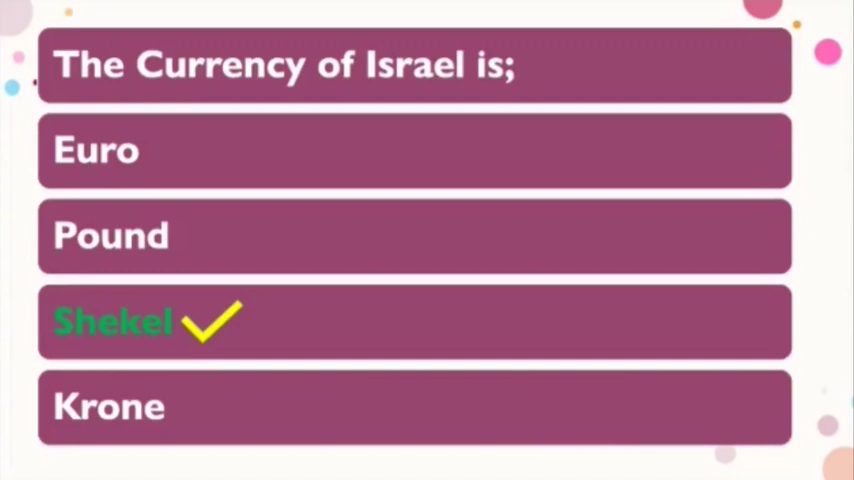 The Currency of Israel is;
Euro
Pound
Shekel
Krone